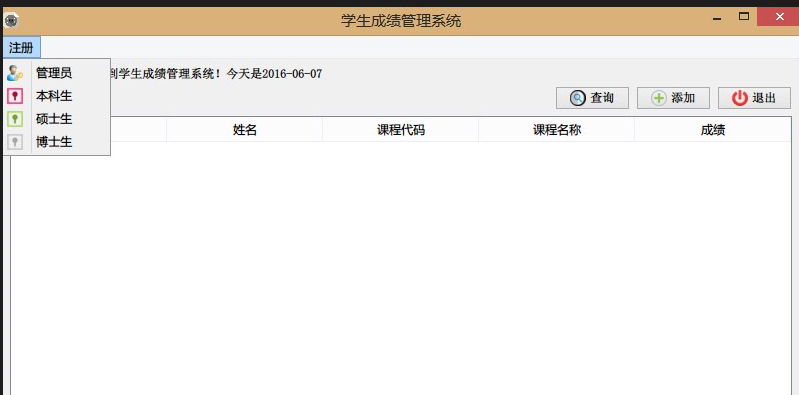 学生成绩管理系统
注册
到学生成绩管理系统！今天是2016-06-07
管理员
本科生
硕士生
博士生
查询
添加
退出
姓名
课程代码
课程名称
成绩